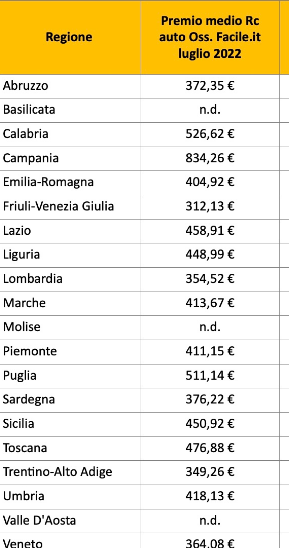 Regione
Premio medio Rc
auto Oss. Facile.it
luglio 2022
Abruzzo 372,35 €
Basilicata n.d.
Calabria 526,62 €
Campania 834,26 €
Emilia-Romagna 404,92 €
Friuli-Venezia Giulia 312,13 €
Lazio 458,91 €
Liguria 448,99 €
Lombardia 354,52 €
Marche 413,67 €
Molise n.d.
Piemonte 411,15 €
Puglia 511,14 €
Sardegna 376,22 €
Sicilia 450,92 €
Toscana 476,88 €
Trentino-Alto Adige 349,26 €
Umbria 418,13 €
Valle D'Aosta n.d.
Veneto 364,08 €